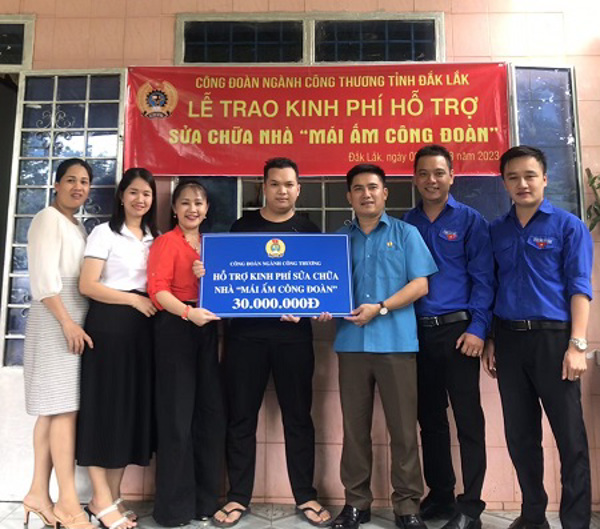 CÔNG ĐOÀN NGÀNH CÔNG THƯƠNG TỈNH ĐẮK LẮK
LỄ TRAO KINH PHÍ HỖ TRỢ
SỬA CHỮA NHÀ “MÁI ẤM CÔNG ĐOÀN”
Đắk Lắk, ngày năm 2023
CÔNG ĐOÀN NGÀNH CÔNG THƯƠNG
HỖ TRỢ KINH PHÍ SỬA CHỮA
NHÀ “MÁI ẤM CÔNG ĐOÀN”
30.000.000Đ